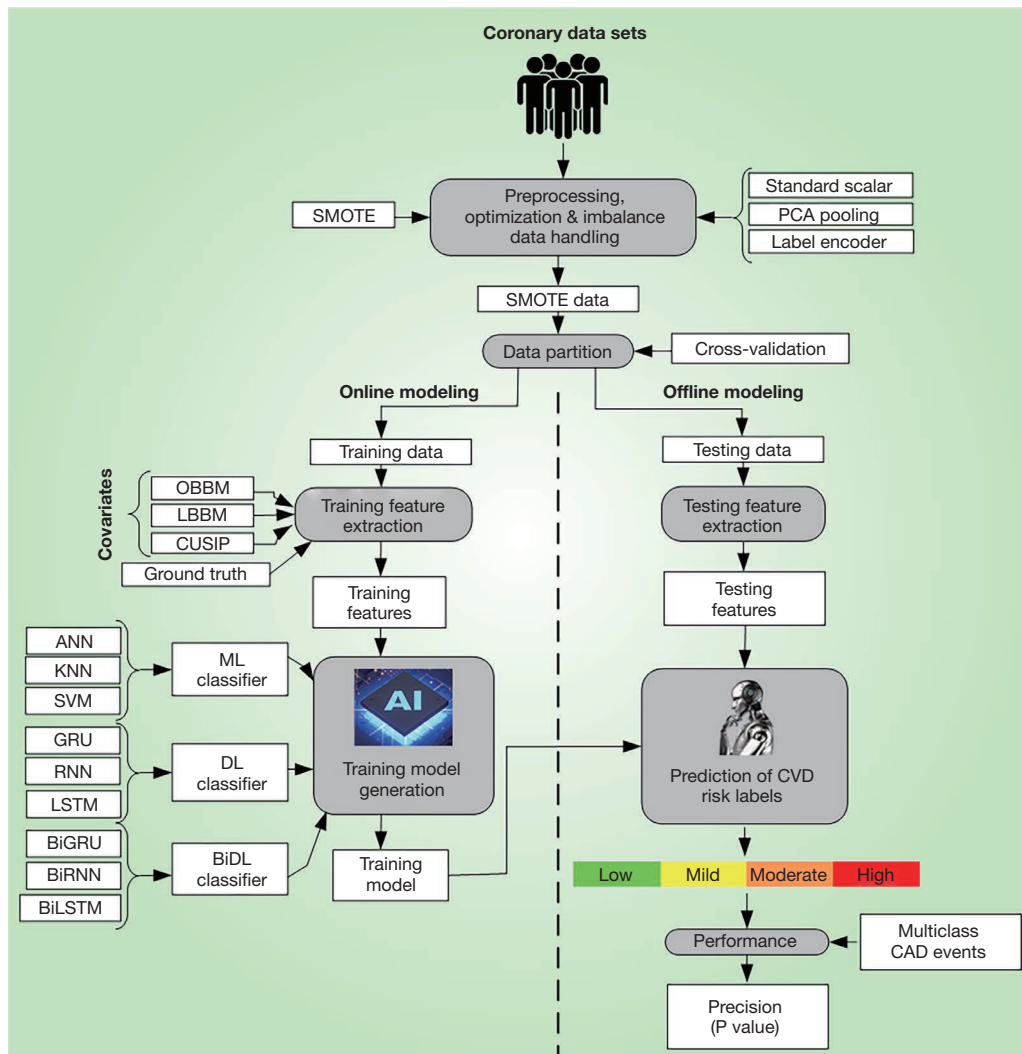 Coronary data sets
SMOTE
Preprocessing,
optimization & imbalance
data handling
Standard scalar
PCA pooling
Label encoder
SMOTE data
Data partition
Cross-validation
Online modeling
Offline modeling
Training data
Testing data
Covariates
OBBM
LBBM
CUSIP
Ground truth
Training feature
extraction
Testing feature
extraction
Training
features
Testing
features
ANN
KNN
SVM
ML
classifier
GRU
RNN
LSTM
DL
classifier
BiGRU
BiRNN
BiLSTM
BiDL
classifier
AI
Training model
generation
Training
model
Prediction of CVD
risk labels
Low
Mild
Moderate
High
Performance
Multiclass
CAD events
Precision
(P value)